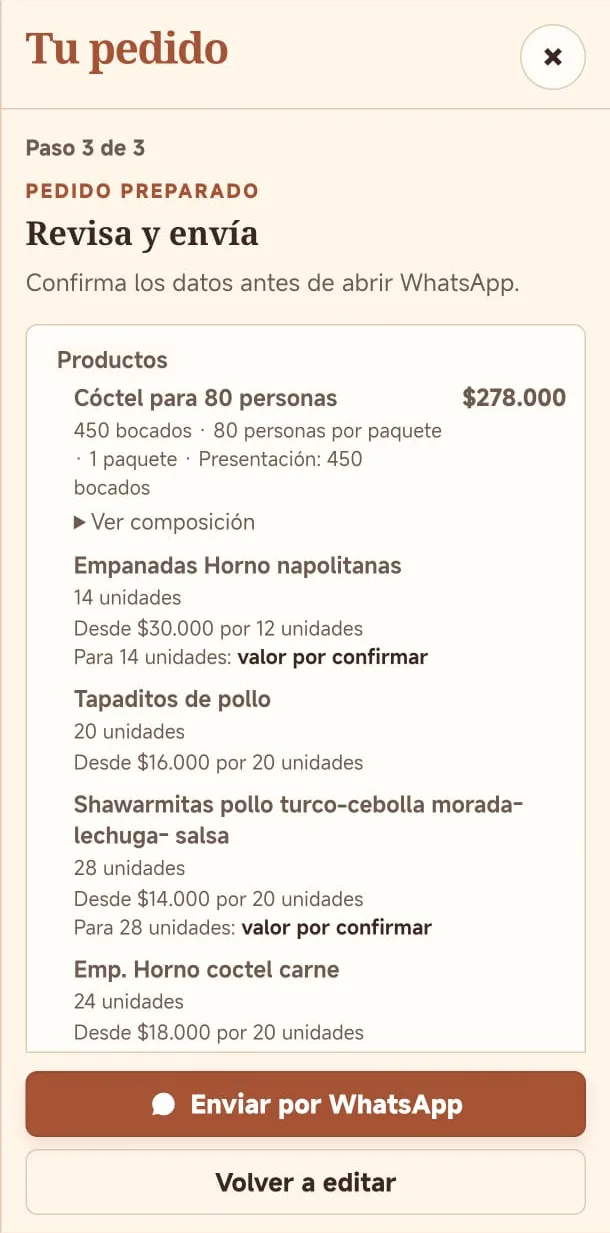 Tu pedido
Paso 3 de 3
PEDIDO PREPARADO
Revisa y envía
Confirma los datos antes de abrir WhatsApp.
Productos
Cóctel para 80 personas $278.000
450 bocados · 80 personas por paquete
· 1 paquete · Presentación: 450
bocados
Ver composición
Empanadas Horno napolitanas
14 unidades
Desde $30.000 por 12 unidades
Para 14 unidades: valor por confirmar
Tapaditos de pollo
20 unidades
Desde $16.000 por 20 unidades
Shawarmitas pollo turco-cebolla morada-
lechuga- salsa
28 unidades
Desde $14.000 por 20 unidades
Para 28 unidades: valor por confirmar
Emp. Horno coctel carne
24 unidades
Desde $18.000 por 20 unidades
Enviar por WhatsApp
Volver a editar